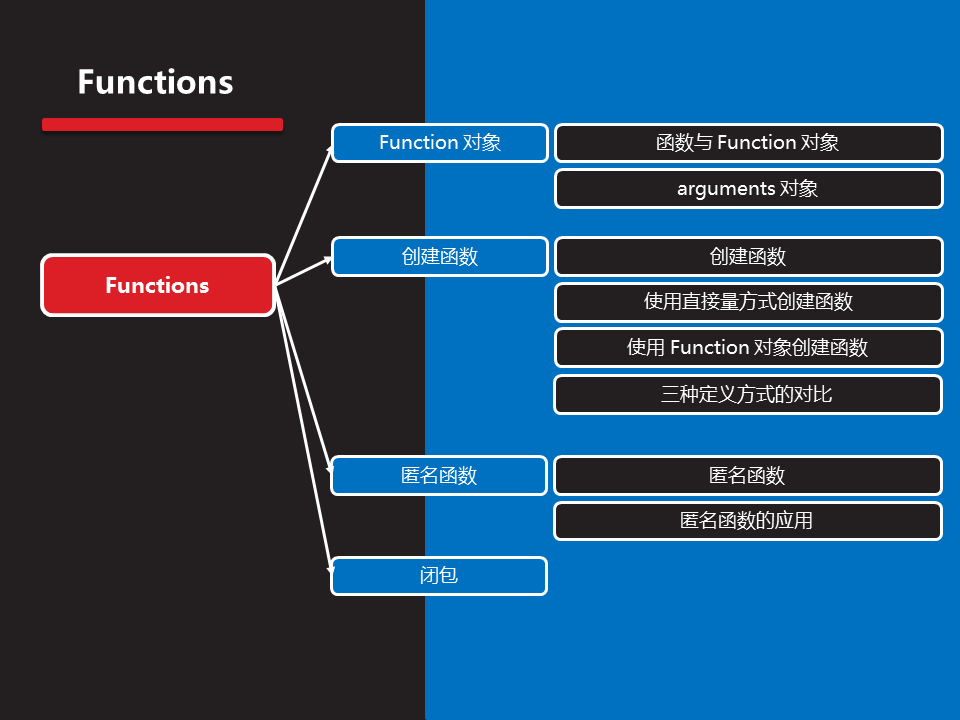 Functions
Functions
Function 对象
函数与 Function 对象
arguments 对象
创建函数
创建函数
使用直接量方式创建函数
使用 Function 对象创建函数
三种定义方式的对比
匿名函数
匿名函数
匿名函数的应用
闭包